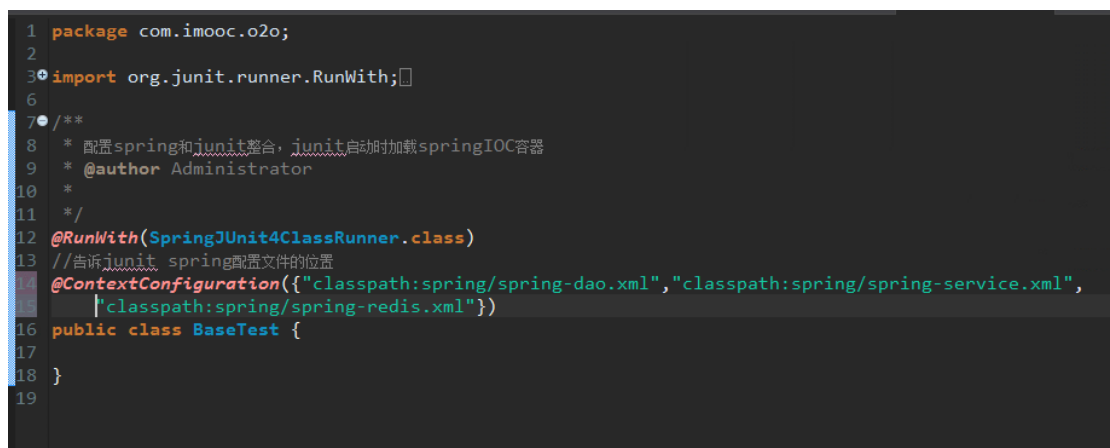 1 package com.imooc.o2o;
2
3 import org.junit.runner.RunWith;
6
7 /**
8 * 配置spring和junit整合，junit启动时加载springIOC容器
9 * @author Administrator
10 *
11 */
12 @RunWith(SpringJUnit4ClassRunner.class)
13 //告诉junit spring配置文件的位置
14 @ContextConfiguration({"classpath:spring/spring-dao.xml","classpath:spring/spring-service.xml",
15 "classpath:spring/spring-redis.xml"})
16 public class BaseTest {
17
18 }
19